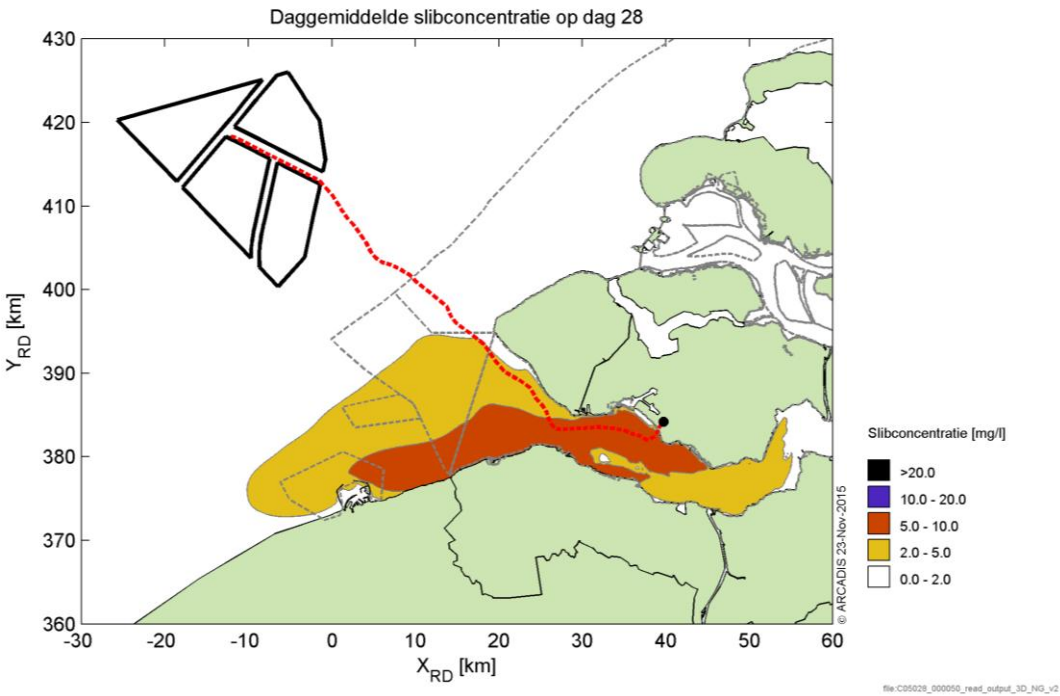 Daggemiddelde slibconcentratie op dag 28
430
420
410
400
390
380
370
360
Y_RD [km]
-30 -20 -10 0 10 20 30 40 50 60
X_RD [km]
© ARCADIS 23-Nov-2015
Slibconcentratie [mg/l]
>20.0
10.0 - 20.0
5.0 - 10.0
2.0 - 5.0
0.0 - 2.0
file:C05028_000050_read_output_3D_NG_v2